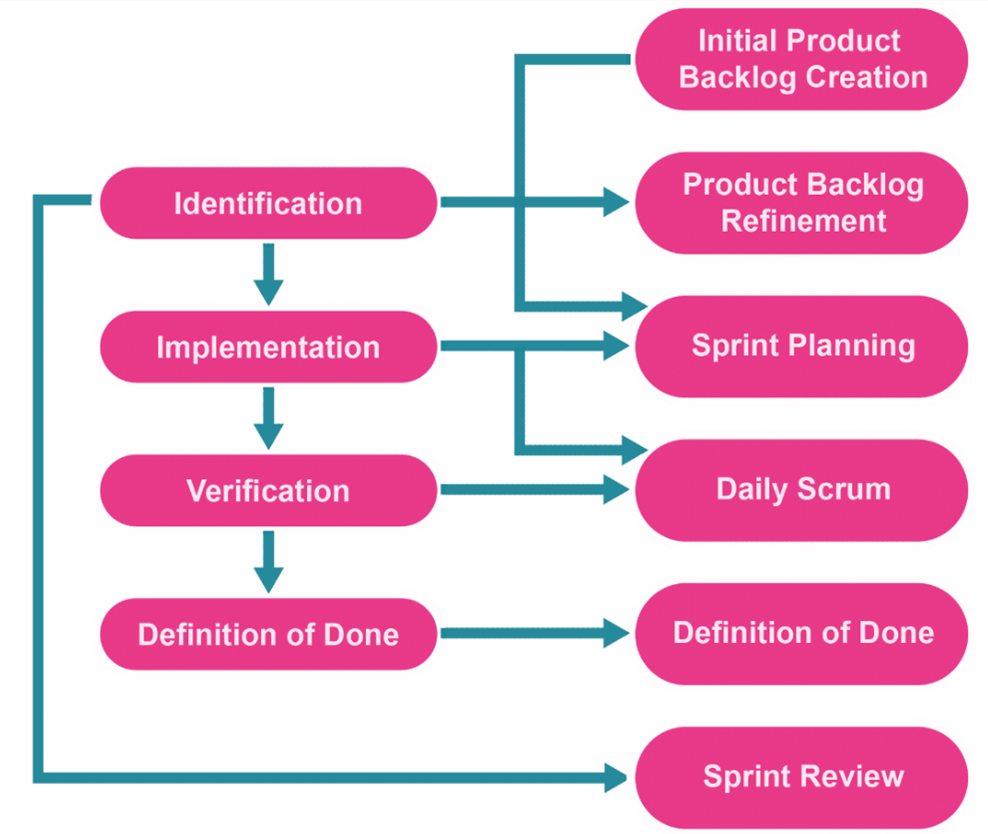 Initial Product
Backlog Creation
Identification
Product Backlog
Refinement
Implementation
Sprint Planning
Verification
Daily Scrum
Definition of Done
Definition of Done
Sprint Review